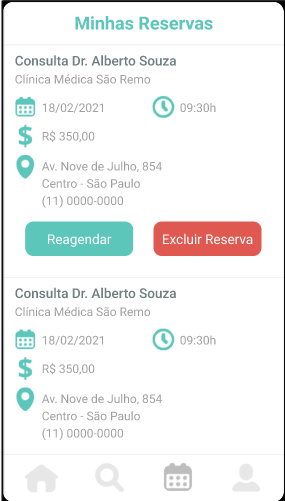 Minhas Reservas
Consulta Dr. Alberto Souza
Clínica Médica São Remo
18/02/2021 09:30h
$ R$ 350,00
Av. Nove de Julho, 854
Centro - São Paulo
(11) 0000-0000
Reagendar Excluir Reserva
Consulta Dr. Alberto Souza
Clínica Médica São Remo
18/02/2021 09:30h
$ R$ 350,00
Av. Nove de Julho, 854
Centro - São Paulo
(11) 0000-0000